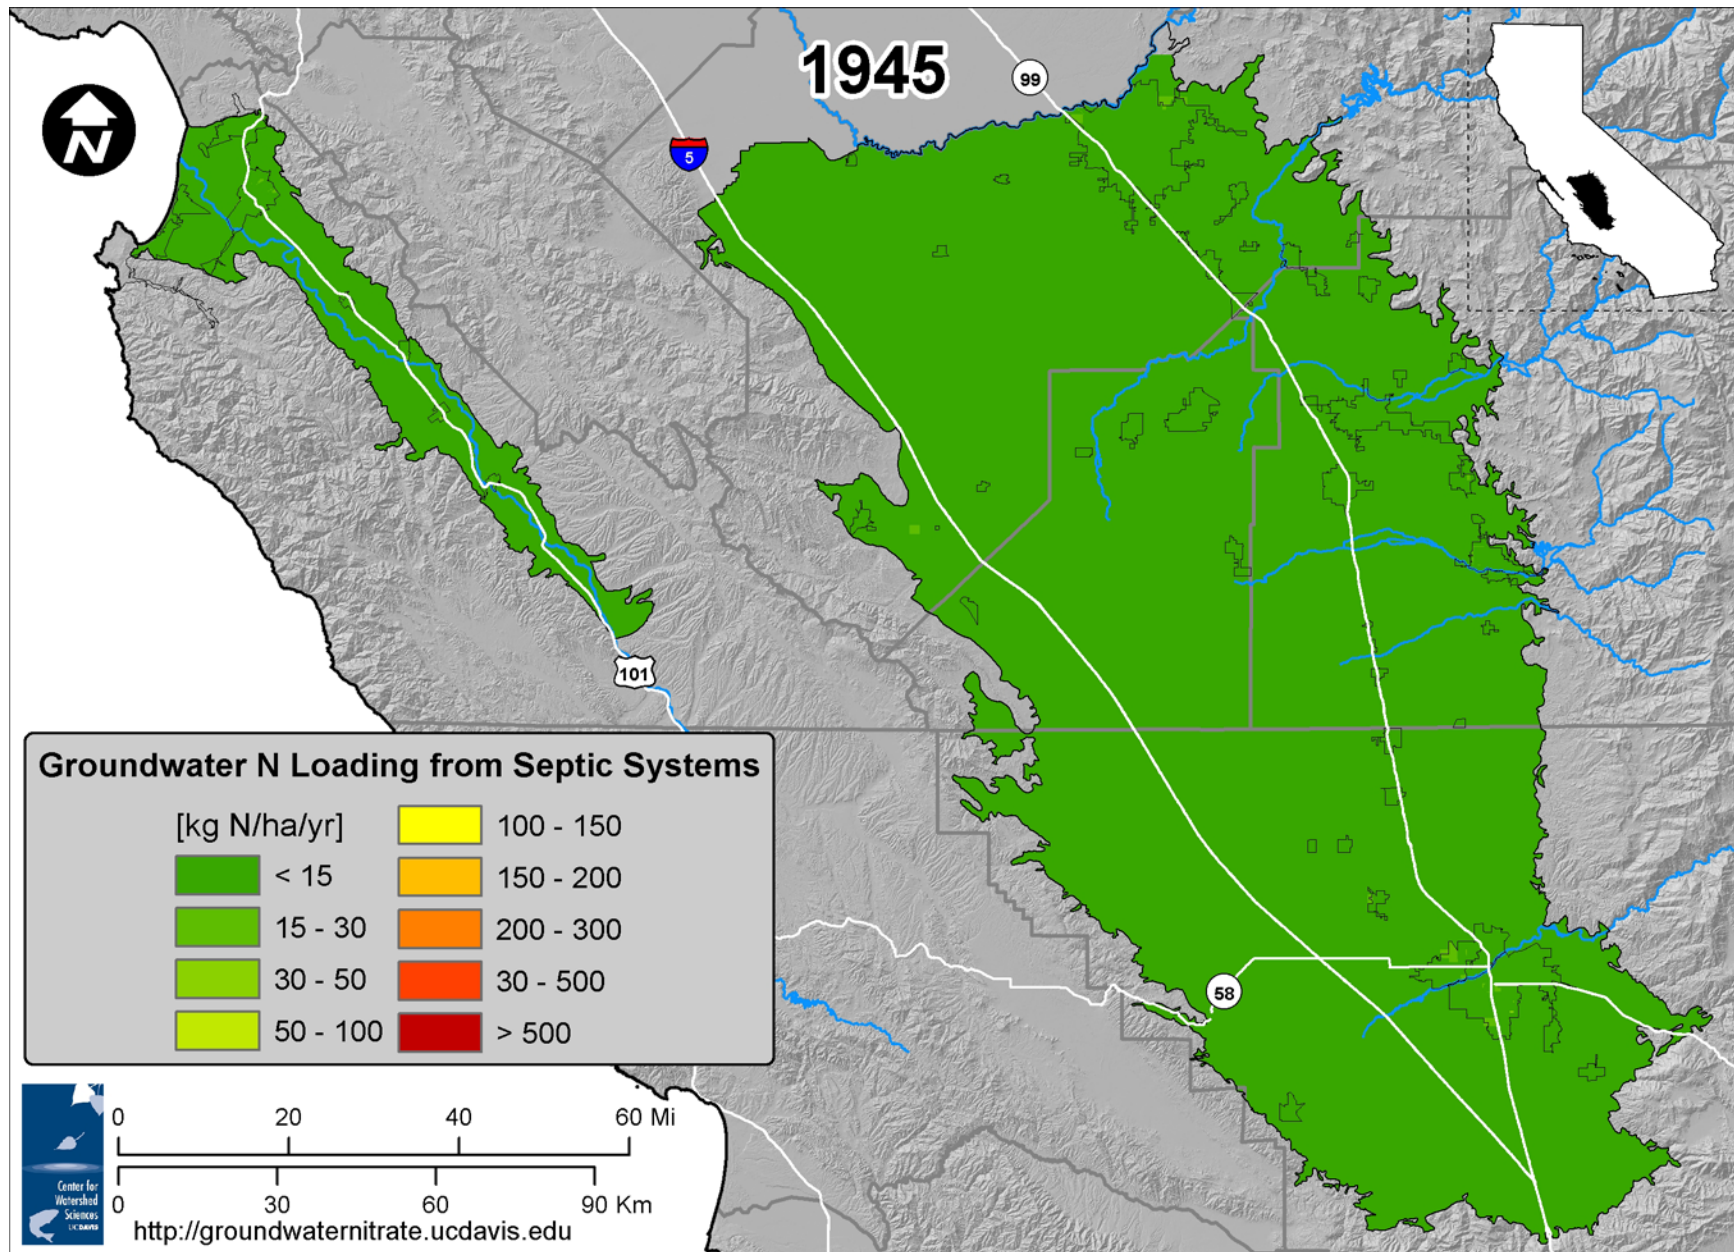 1945
99
5
N
101
58
Groundwater N Loading from Septic Systems
[kg N/ha/yr]
< 15
15 - 30
30 - 50
50 - 100
100 - 150
150 - 200
200 - 300
30 - 500
> 500
0 20 40 60 Mi
0 30 60 90 Km
Center for
Watershed
Sciences
UCDAVIS
http://groundwaternitrate.ucdavis.edu